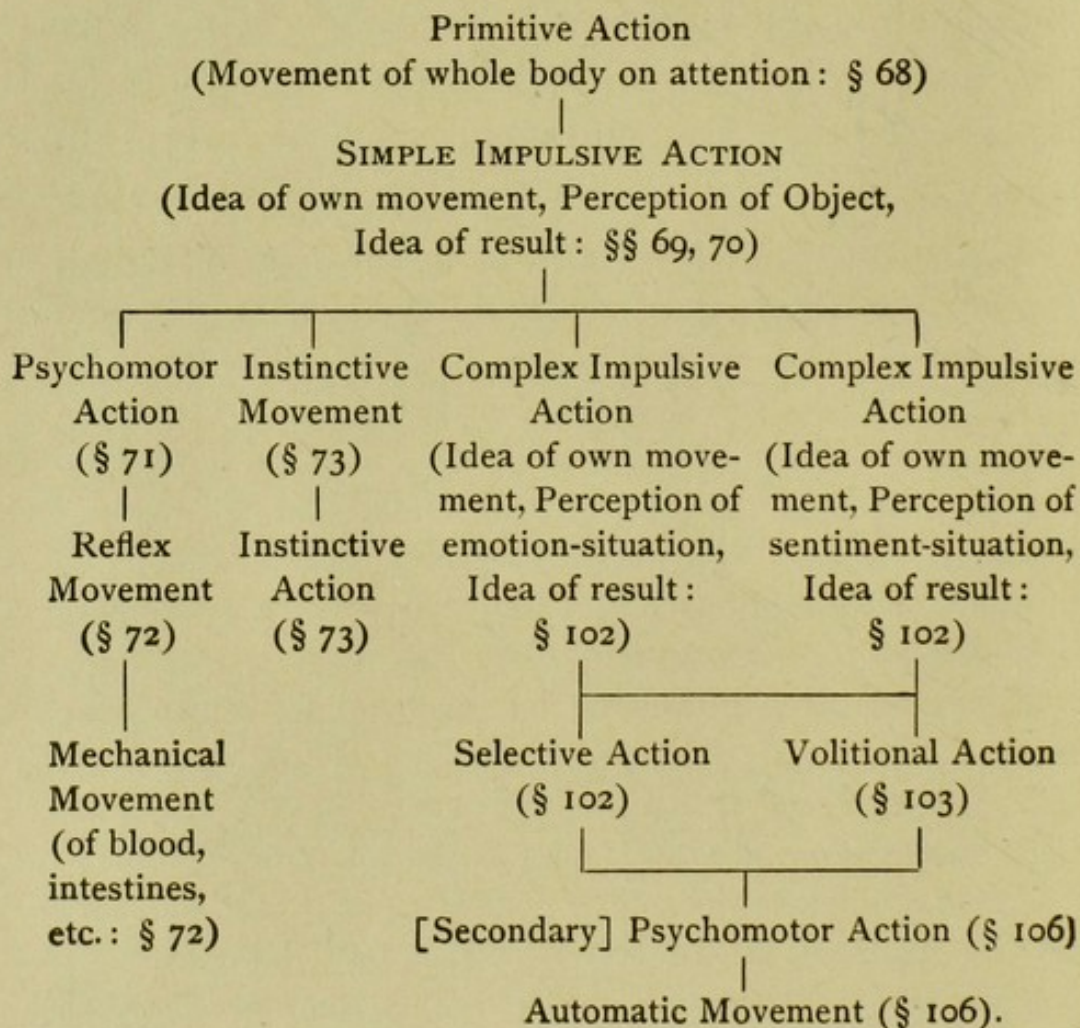 Primitive Action
(Movement of whole body on attention: § 68)
SIMPLE IMPULSIVE ACTION
(Idea of own movement, Perception of Object,
Idea of result: §§ 69, 70)
Psychomotor
Action
(§ 71)
Reflex
Movement
(§ 72)
Mechanical
Movement
(of blood,
intestines,
etc.: § 72)
Instinctive
Movement
(§ 73)
Instinctive
Action
(§ 73)
Complex Impulsive
Action
(Idea of own move-
ment, Perception of
emotion-situation,
Idea of result:
§ 102)
Complex Impulsive
Action
(Idea of own move-
ment, Perception of
sentiment-situation,
Idea of result:
§ 102)
Selective Action
(§ 102)
Volitional Action
(§ 103)
[Secondary] Psychomotor Action (§ 106)
Automatic Movement (§ 106).